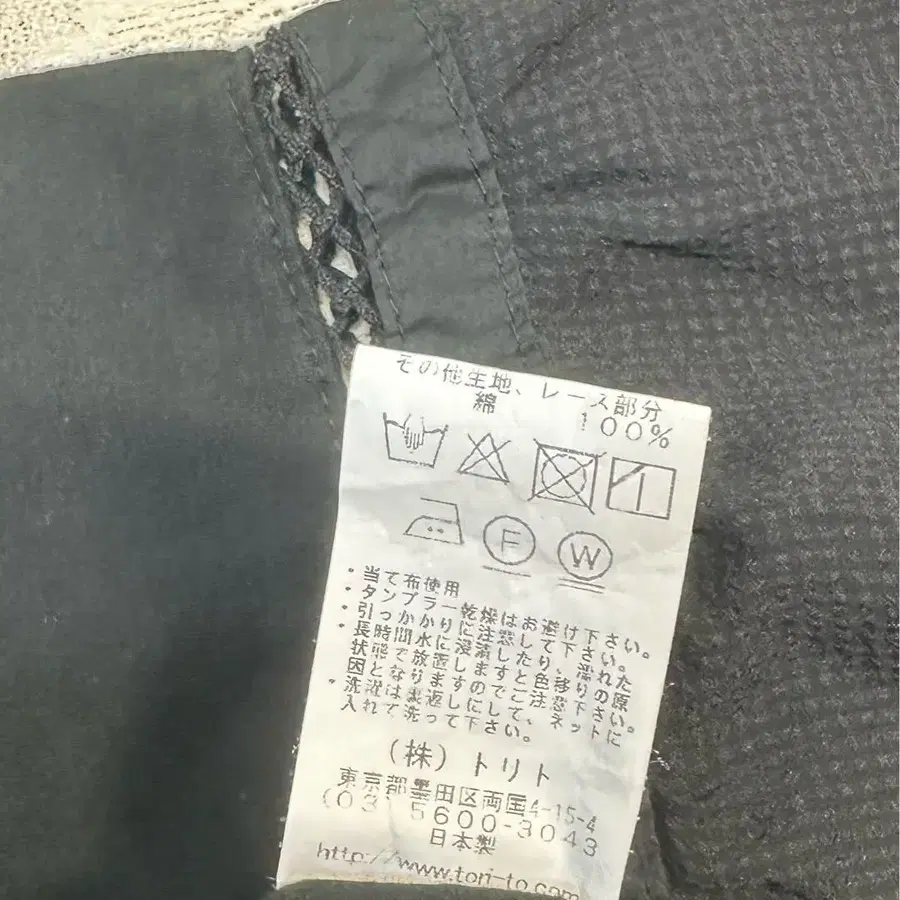 その他生地、レース部分
綿
100%
1
F W
・当て布使用
・タンブラー乾燥はお避け下さい。
・引っかかりに注意して下さい。
・長時間水に浸したり、濡れた
状態で放置しますと色移りの原
因となりますのでご注意下さい。
・洗濯は裏返して、ネットに
入れて洗って下さい。
(株)トリト
東京都墨田区両国4-15-4
(03)5600-3043
日本製
http://www.tori-to.com